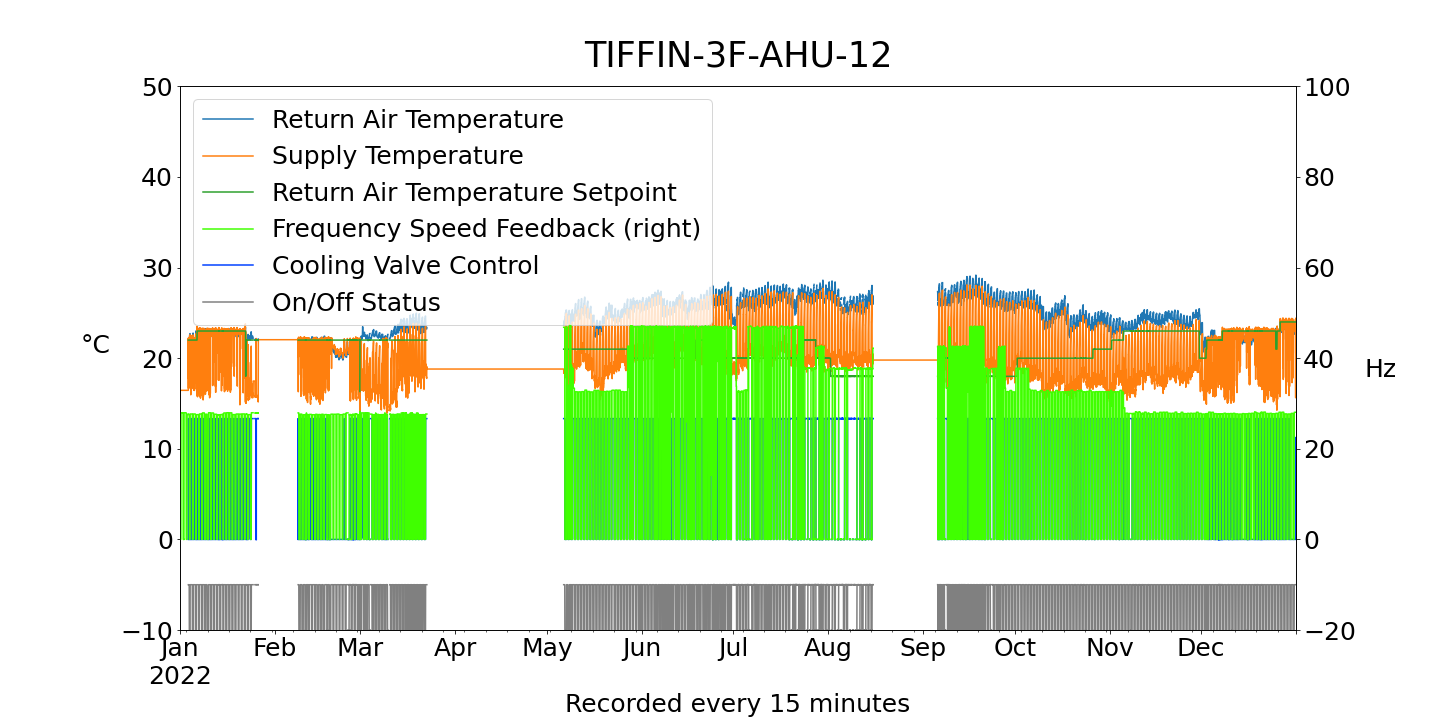 TIFFIN-3F-AHU-12
50
40
30
20
10
0
−10
°C
Return Air Temperature
Supply Temperature
Return Air Temperature Setpoint
Frequency Speed Feedback (right)
Cooling Valve Control
On/Off Status
100
80
60
40
20
0
−20
Hz
Jan Feb Mar Apr May Jun Jul Aug Sep Oct Nov Dec
2022
Recorded every 15 minutes